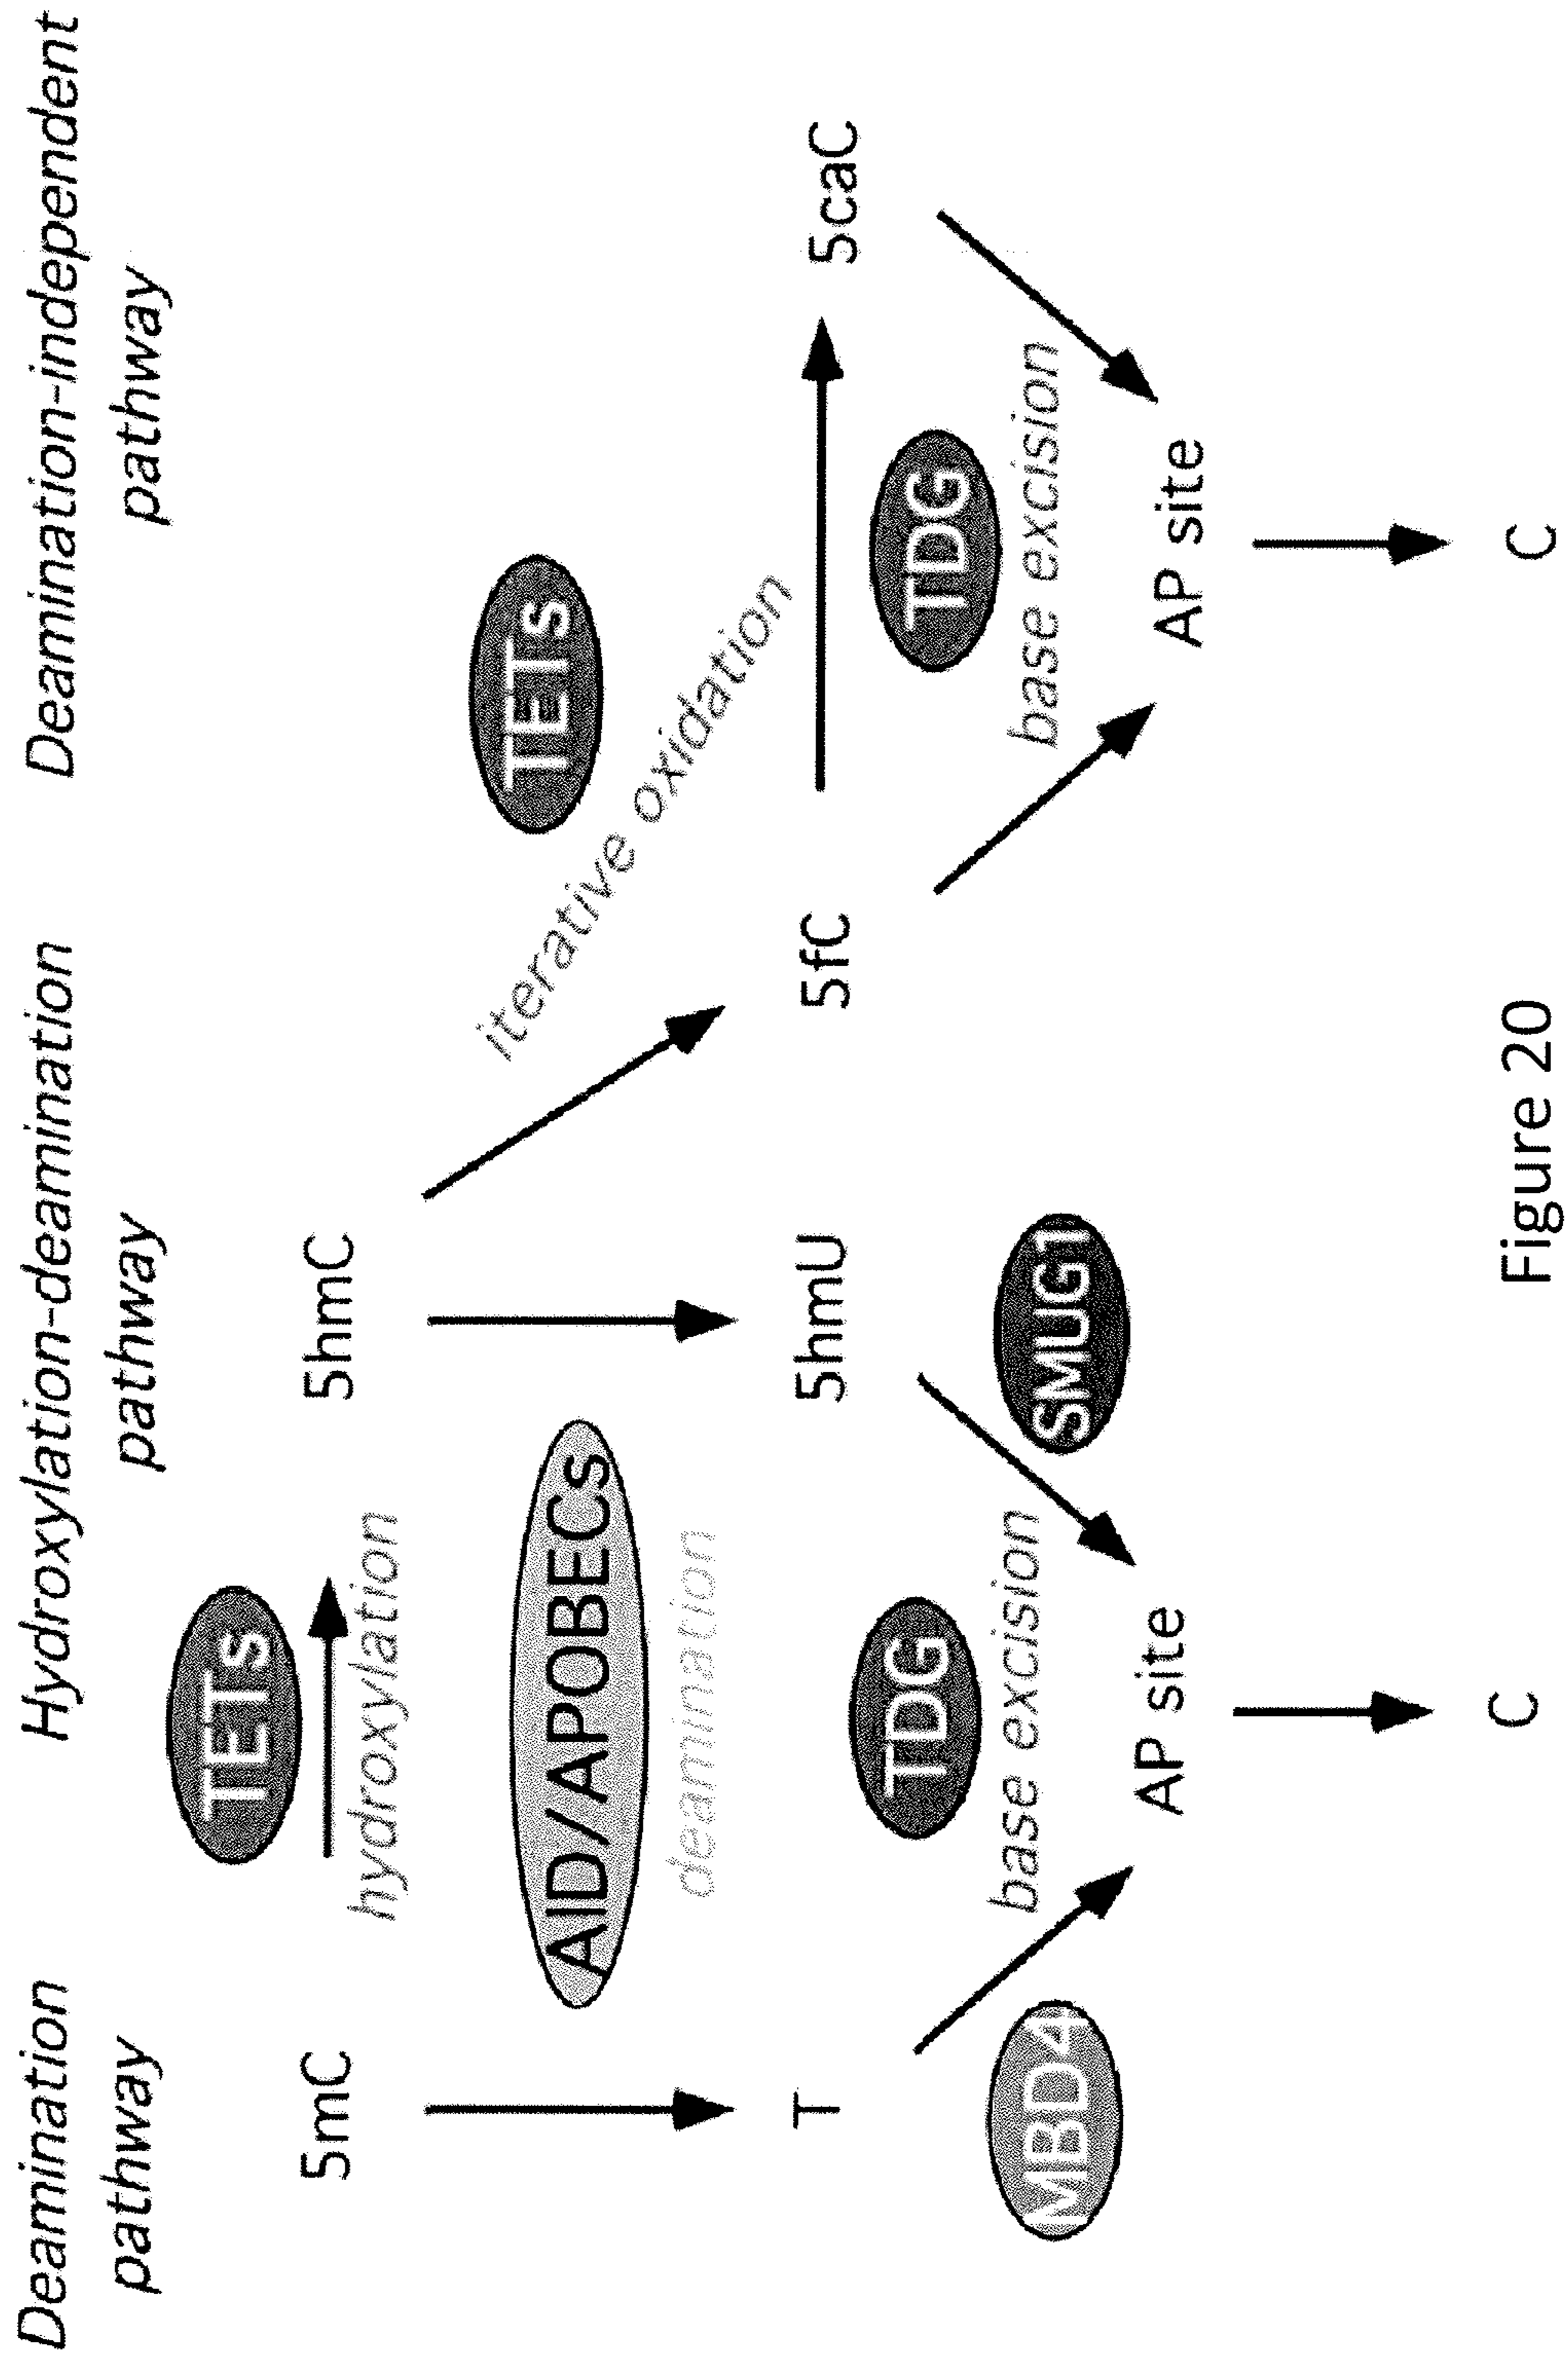 Deamination
pathway
Hydroxylation-deamination
pathway
Deamination-independent
pathway
TETs
5mC
hydroxylation
5hmC
TETs
iterative oxidation
AID/APOBECs
deamination
T
5hmU
5fC
5caC
TDG
TDG
MBD4
base excision
SMUG1
base excision
AP site
AP site
C
C
Figure 20